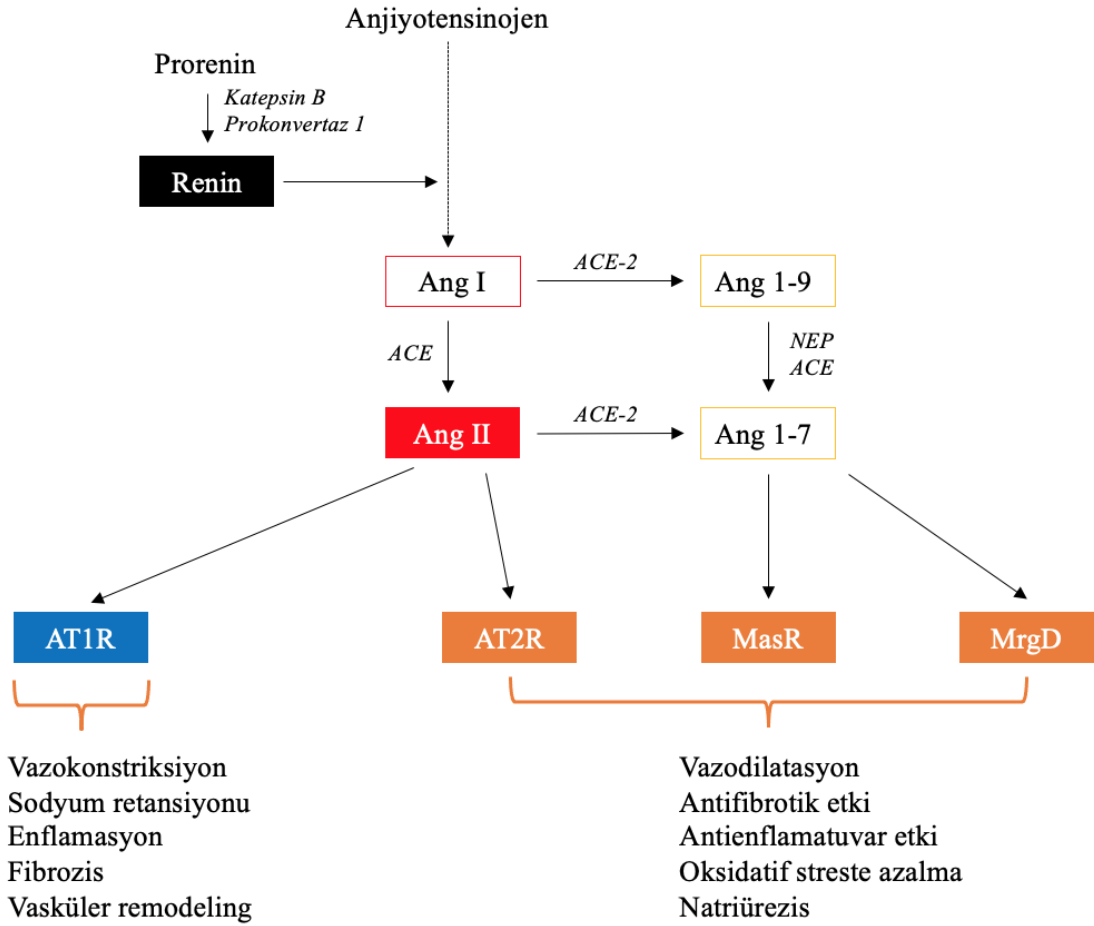 Anjiyotensinojen
Prorenin
Katepsin B
Prokonvertaz 1
Renin
Ang I
ACE-2
Ang 1-9
ACE
NEP
ACE
Ang II
ACE-2
Ang 1-7
AT1R
AT2R
MasR
MrgD
Vazokonstriksiyon
Sodyum retansiyonu
Enflamasyon
Fibrozis
Vasküler remodeling
Vazodilatasyon
Antifibrotik etki
Antienflamatuvar etki
Oksidatif streste azalma
Natriürezis